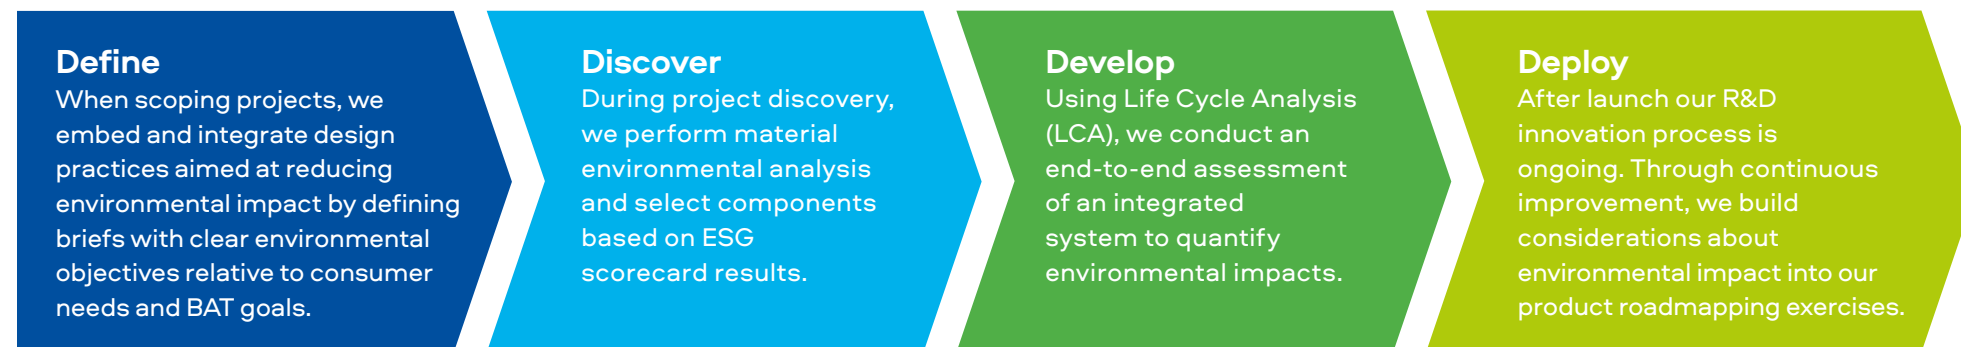 Define
When scoping projects, we
embed and integrate design
practices aimed at reducing
environmental impact by defining
briefs with clear environmental
objectives relative to consumer
needs and BAT goals.
Discover
During project discovery,
we perform material
environmental analysis
and select components
based on ESG
scorecard results.
Develop
Using Life Cycle Analysis
(LCA), we conduct an
end-to-end assessment
of an integrated
system to quantify
environmental impacts.
Deploy
After launch our R&D
innovation process is
ongoing. Through continuous
improvement, we build
considerations about
environmental impact into our
product roadmapping exercises.